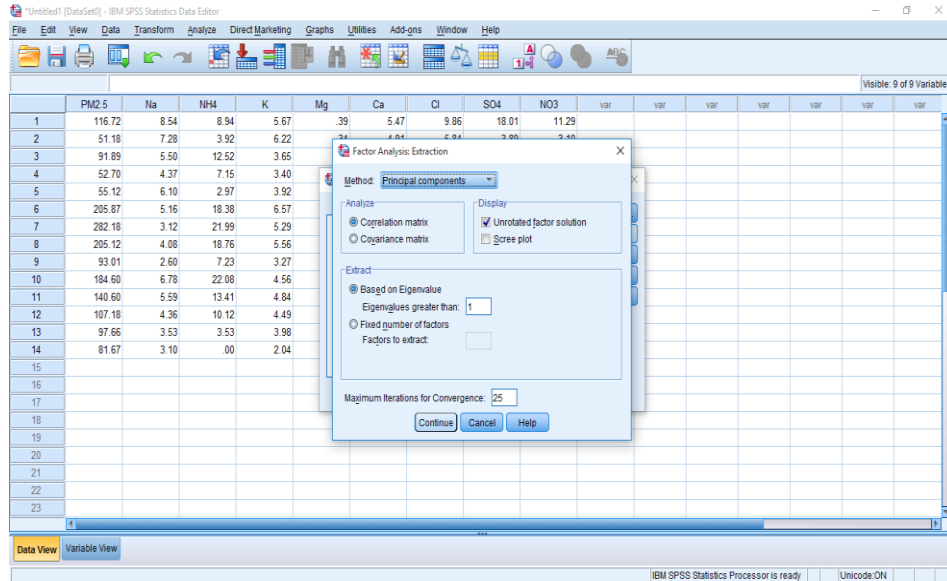 *Untitled1 [DataSet0] - IBM SPSS Statistics Data Editor
File Edit View Data Transform Analyze Direct Marketing Graphs Utilities Add-ons Window Help
Visible: 9 of 9 Variable
PM2.5 Na NH4 K Mg Ca Cl SO4 NO3 var var var var var var var
1 116.72 8.54 8.94 5.67 .39 5.47 9.86 18.01 11.29
2 51.18 7.28 3.92 6.22
3 91.89 5.50 12.52 3.65
4 52.70 4.37 7.15 3.40
5 55.12 6.10 2.97 3.92
6 205.87 5.16 18.38 6.57
7 282.18 3.12 21.99 5.29
8 205.12 4.08 18.76 5.56
9 93.01 2.60 7.23 3.27
10 184.60 6.78 22.08 4.56
11 140.60 5.59 13.41 4.84
12 107.18 4.36 10.12 4.49
13 97.66 3.53 3.53 3.98
14 81.67 3.10 .00 2.04
15
16
17
18
19
20
21
22
23
Factor Analysis: Extraction
Method: Principal components
Analyze
Correlation matrix
Covariance matrix
Display
Unrotated factor solution
Scree plot
Extract
Based on Eigenvalue
Eigenvalues greater than: 1
Fixed number of factors
Factors to extract:
Maximum Iterations for Convergence: 25
Continue Cancel Help
Data View Variable View
IBM SPSS Statistics Processor is ready Unicode:ON